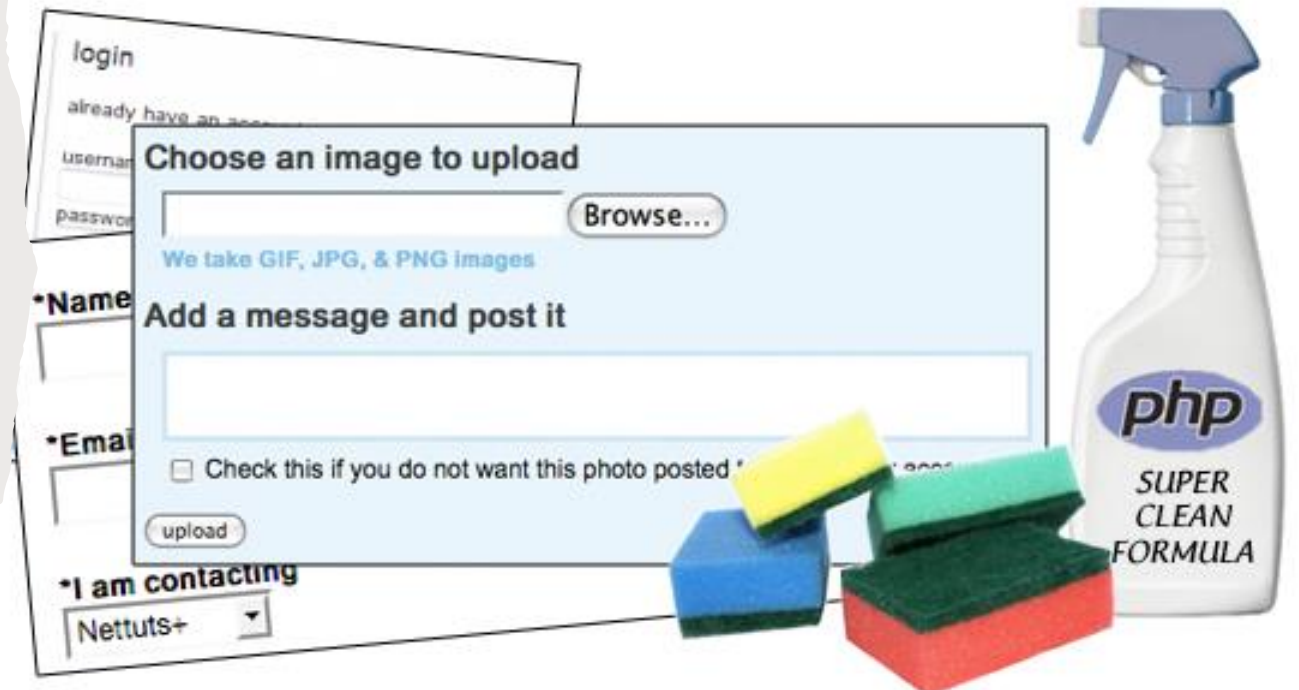 login
already have an
Choose an image to upload
Browse...
We take GIF, JPG, & PNG images
*Name
Add a message and post it
Check this if you do not want this photo posted
upload
*I am contacting
Nettuts+
php
SUPER
CLEAN
FORMULA